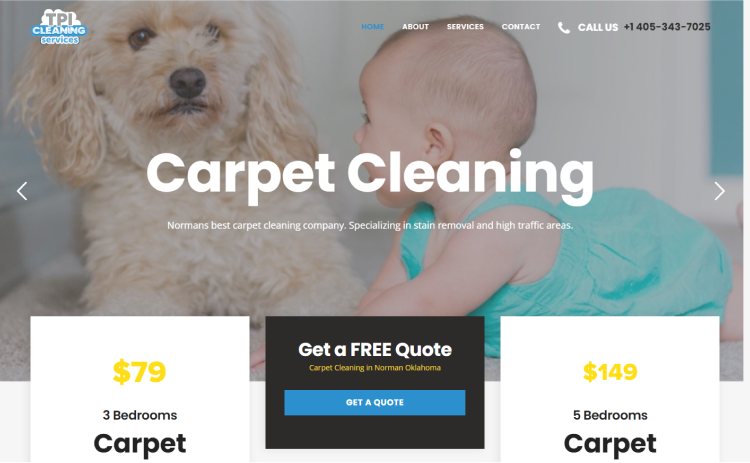 TPI
CLEANING
services
HOME ABOUT SERVICES CONTACT CALL US +1 405-343-7025
Carpet Cleaning
Normans best carpet cleaning company. Specializing in stain removal and high traffic areas.
$79
3 Bedrooms
Carpet
Get a FREE Quote
Carpet Cleaning in Norman Oklahoma
GET A QUOTE
$149
5 Bedrooms
Carpet